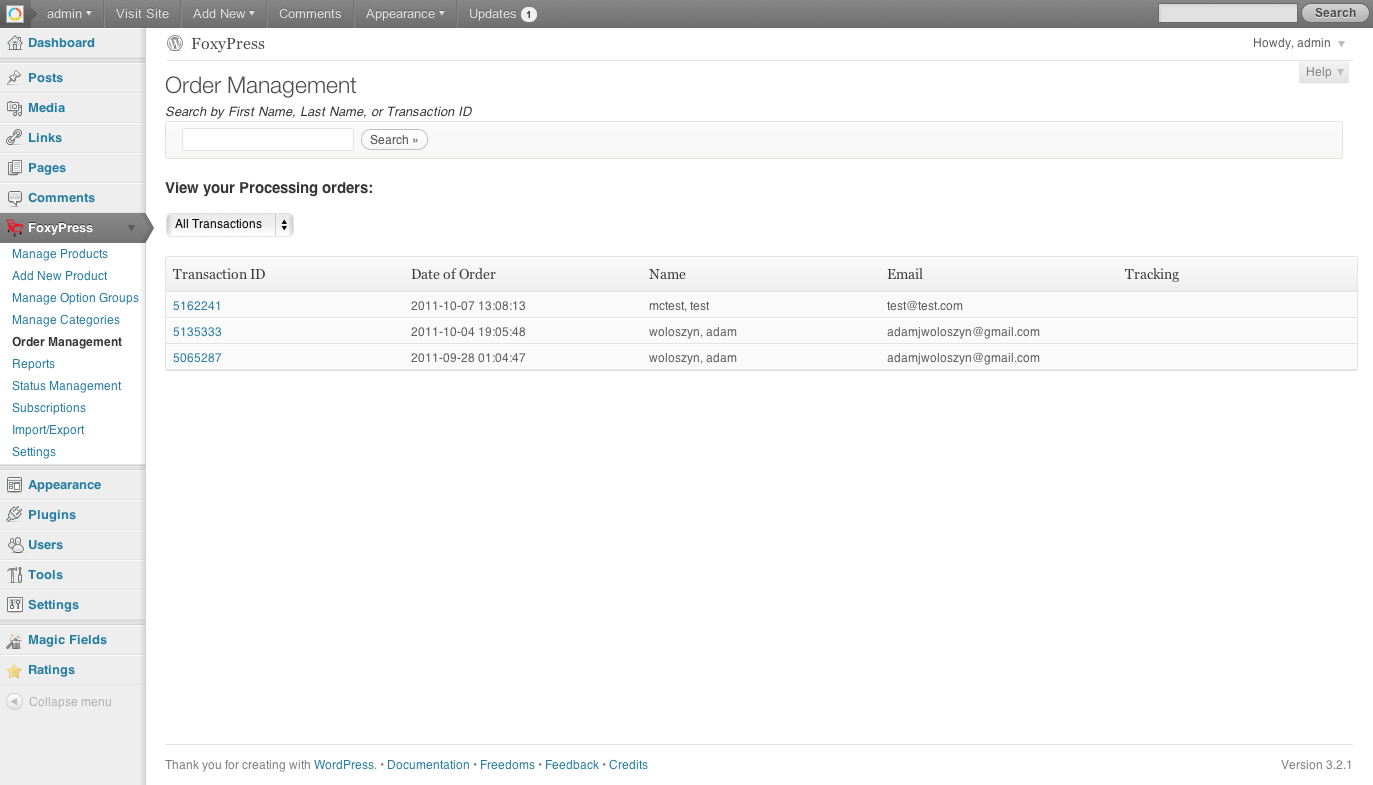 admin Visit Site Add New Comments Appearance Updates 1 Search
Dashboard
Posts
Media
Links
Pages
Comments
FoxyPress
Manage Products
Add New Product
Manage Option Groups
Manage Categories
Order Management
Reports
Status Management
Subscriptions
Import/Export
Settings
Appearance
Plugins
Users
Tools
Settings
Magic Fields
Ratings
Collapse menu
FoxyPress Howdy, admin
Help
Order Management
Search by First Name, Last Name, or Transaction ID
Search »
View your Processing orders:
All Transactions
Transaction ID Date of Order Name Email Tracking
5162241 2011-10-07 13:08:13 mctest, test test@test.com
5135333 2011-10-04 19:05:48 woloszyn, adam adamjwoloszyn@gmail.com
5065287 2011-09-28 01:04:47 woloszyn, adam adamjwoloszyn@gmail.com
Thank you for creating with WordPress. • Documentation • Freedoms • Feedback • Credits Version 3.2.1